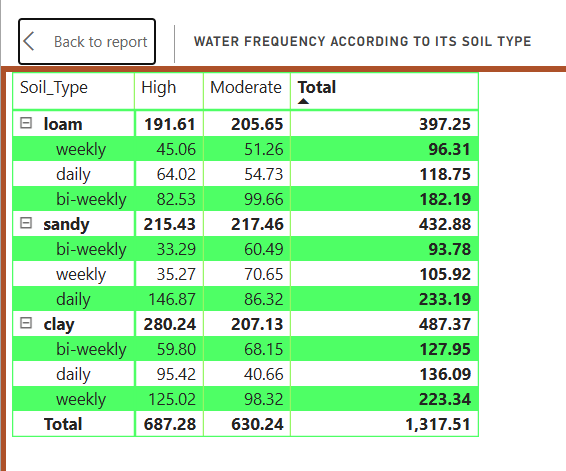 Back to report
WATER FREQUENCY ACCORDING TO ITS SOIL TYPE
Soil_Type High Moderate Total
loam 191.61 205.65 397.25
weekly 45.06 51.26 96.31
daily 64.02 54.73 118.75
bi-weekly 82.53 99.66 182.19
sandy 215.43 217.46 432.88
bi-weekly 33.29 60.49 93.78
weekly 35.27 70.65 105.92
daily 146.87 86.32 233.19
clay 280.24 207.13 487.37
bi-weekly 59.80 68.15 127.95
daily 95.42 40.66 136.09
weekly 125.02 98.32 223.34
Total 687.28 630.24 1,317.51